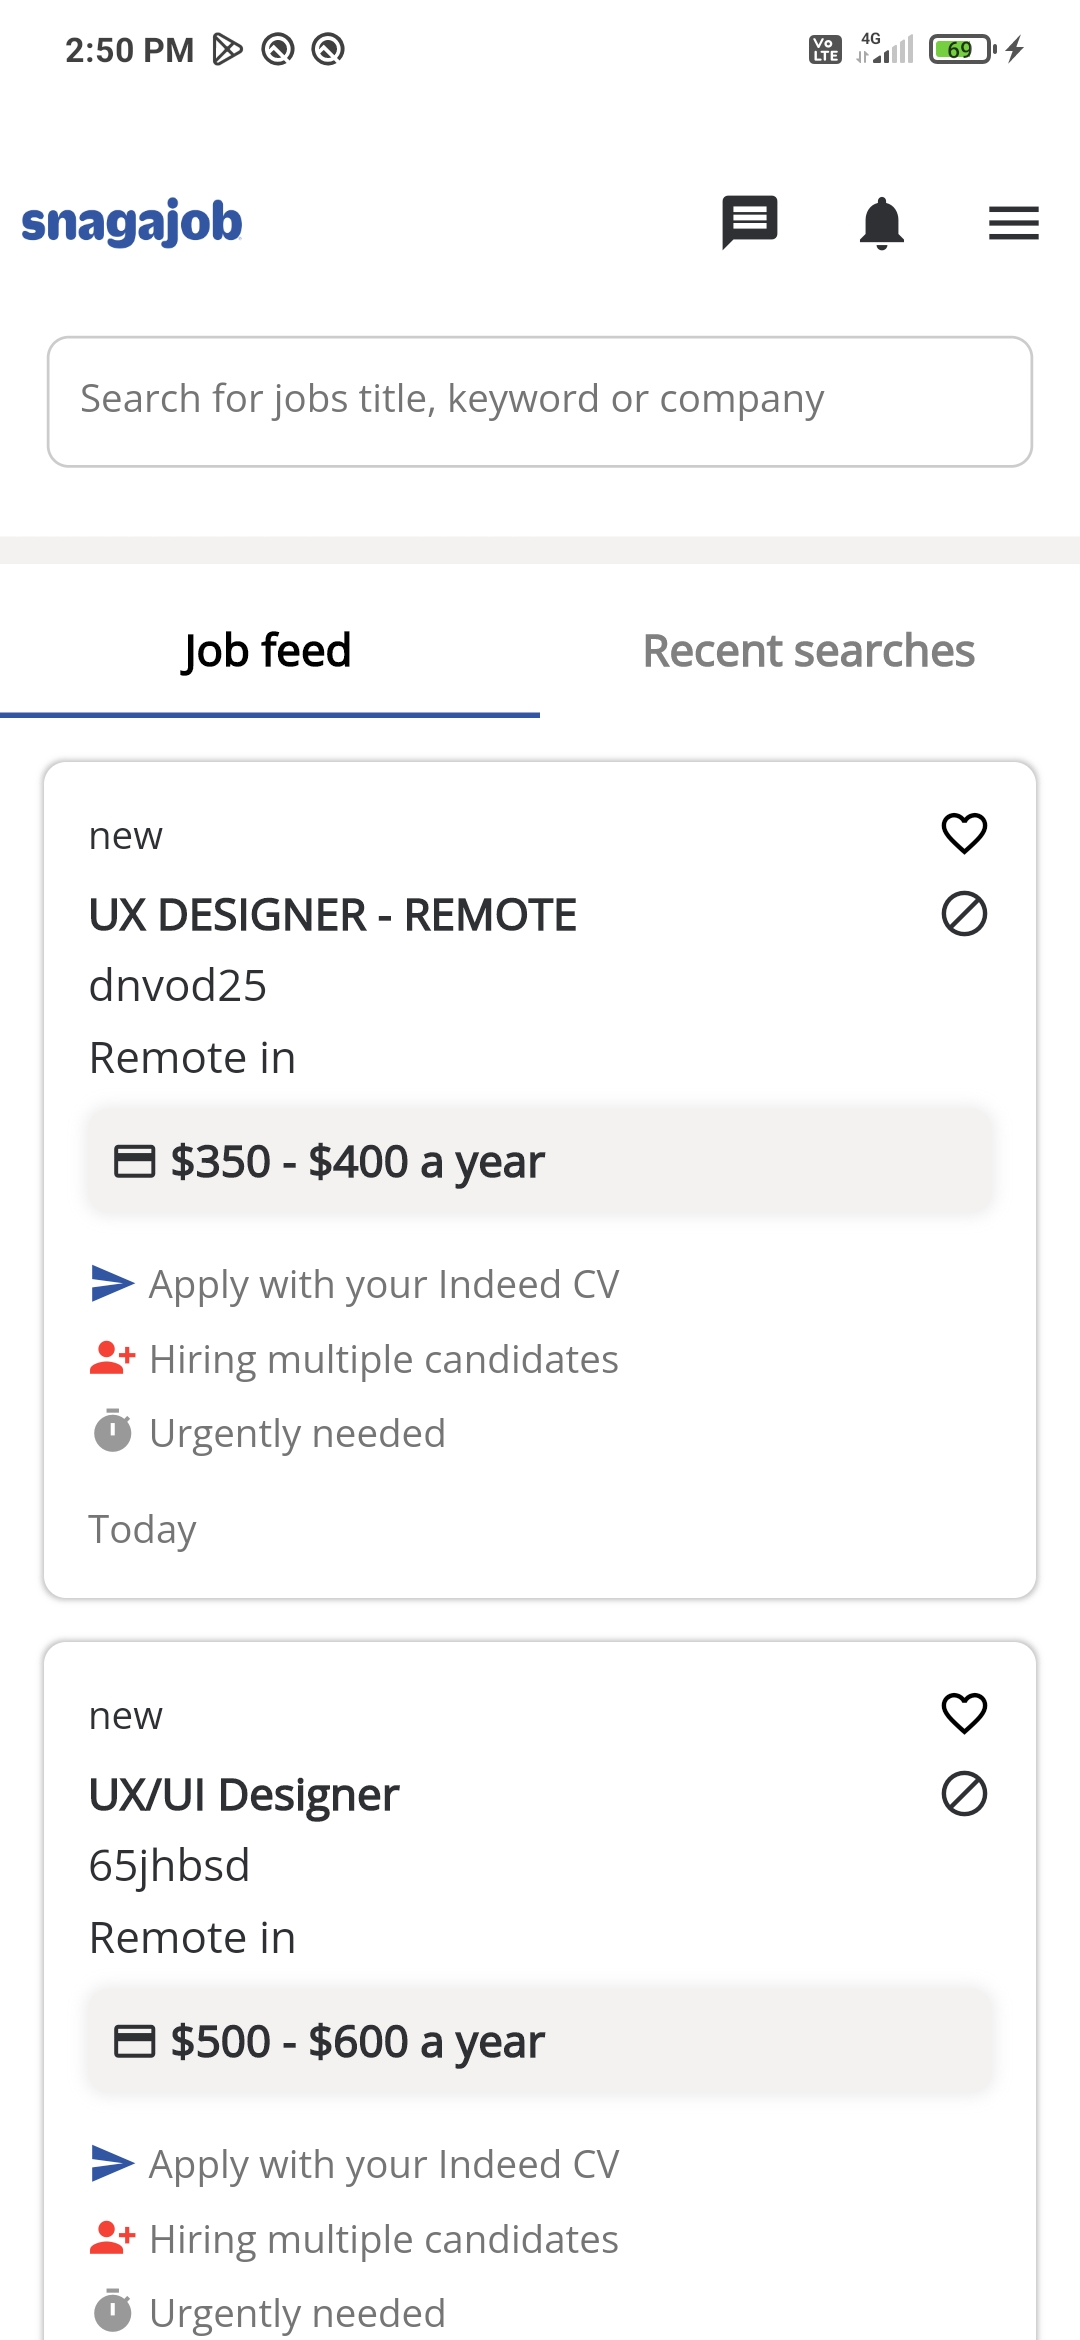 2:50 PM
Vo LTE 4G 69
snagajob
Search for jobs title, keyword or company
Job feed Recent searches
new
UX DESIGNER - REMOTE
dnvod25
Remote in
$350 - $400 a year
Apply with your Indeed CV
Hiring multiple candidates
Urgently needed
Today
new
UX/UI Designer
65jhbsd
Remote in
$500 - $600 a year
Apply with your Indeed CV
Hiring multiple candidates
Urgently needed